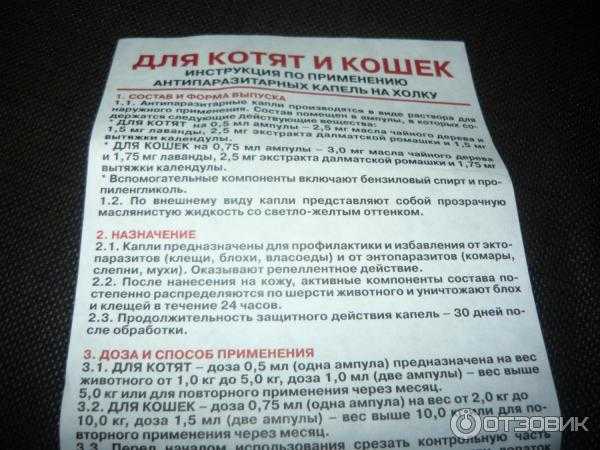 ДЛЯ КОТЯТ И КОШЕК
ИНСТРУКЦИЯ ПО ПРИМЕНЕНИЮ
АНТИПАРАЗИТАРНЫХ КАПЕЛЬ НА ХОЛКУ
1. СОСТАВ И ФОРМА ВЫПУСКА
1.1. Антипаразитарные капли производятся в виде раствора для
наружного применения. Состав помещен в ампулы, в которых со-
держатся следующие действующие вещества:
* ДЛЯ КОТЯТ на 0,5 мл ампулы – 2,5 мг масла чайного дерева и
1,5 мг лаванды, 2,5 мг экстракта далматской ромашки и 1,5 мг
вытяжки календулы.
* ДЛЯ КОШЕК на 0,75 мл ампулы – 3,0 мг масла чайного дерева
и 1,75 мг лаванды, 2,5 мг экстракта далматской ромашки и 1,75 мг
вытяжки календулы.
* Вспомогательные компоненты включают бензиловый спирт и про-
пиленгликоль.
1.2. По внешнему виду капли представляют собой прозрачную
маслянистую жидкость со светло-желтым оттенком.
2. НАЗНАЧЕНИЕ
2.1. Капли предназначены для профилактики и избавления от экто-
паразитов (клещи, блохи, власоеды) и от энтопаразитов (комары,
слепни, мухи). Оказывают репеллентное действие.
2.2. После нанесения на кожу, активные компоненты состава по-
степенно распределяются по шерсти животного и уничтожают блох
и клещей в течение 24 часов.
2.3. Продолжительность защитного действия капель – 30 дней по-
сле обработки.
3. ДОЗА И СПОСОБ ПРИМЕНЕНИЯ
3.1. ДЛЯ КОТЯТ – доза 0,5 мл (одна ампула) предназначена на вес
животного от 1,0 кг до 5,0 кг, доза 1,0 мл (две ампулы) – вес выше
5,0 кг или для повторного применения через месяц.
3.2. ДЛЯ КОШЕК – доза 0,75 мл (одна ампула) на вес от 2,0 кг до
10,0 кг, доза 1,5 мл (две ампулы) – вес выше 10,0 кг или для по-
вторного применения через месяц.
3.3. Перед началом использования срезать контрольную часть
ОТЗОВИК